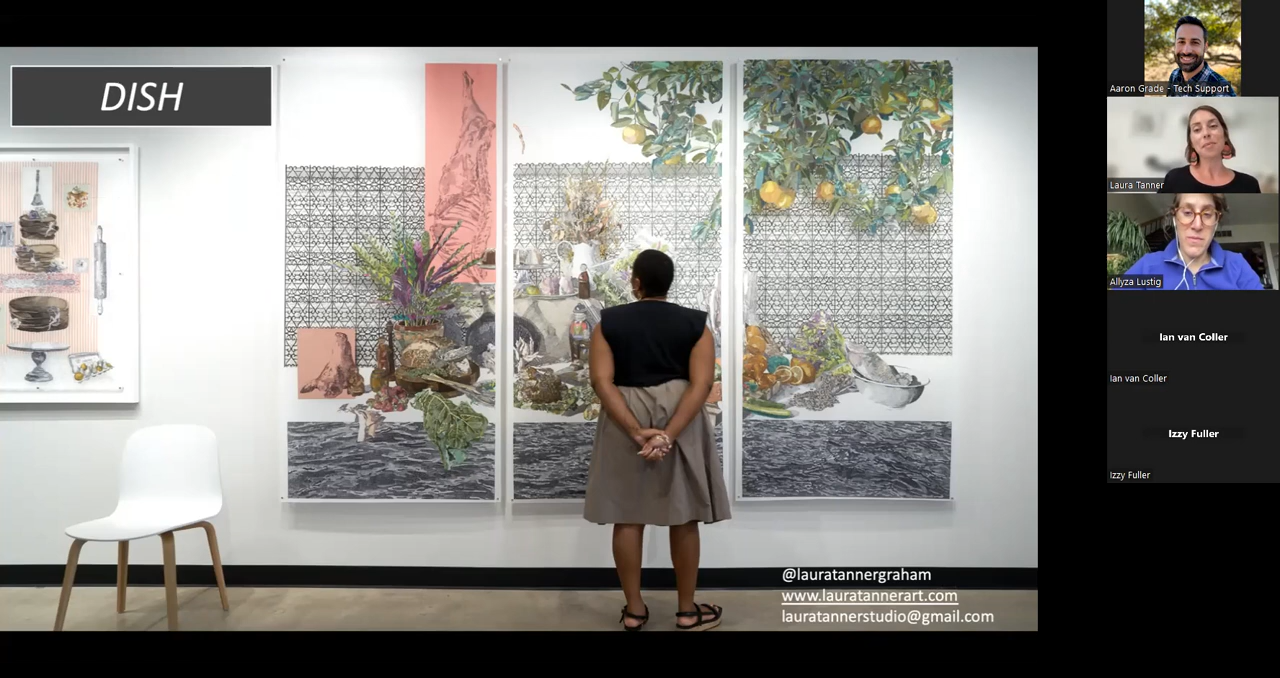 DISH
@lauratannergraham
www.lauratannerart.com
lauratannerstudio@gmail.com
Aaron Grade - Tech Support
Laura Tanner
Allyza Lustig
Ian van Coller
Ian van Coller
Izzy Fuller
Izzy Fuller